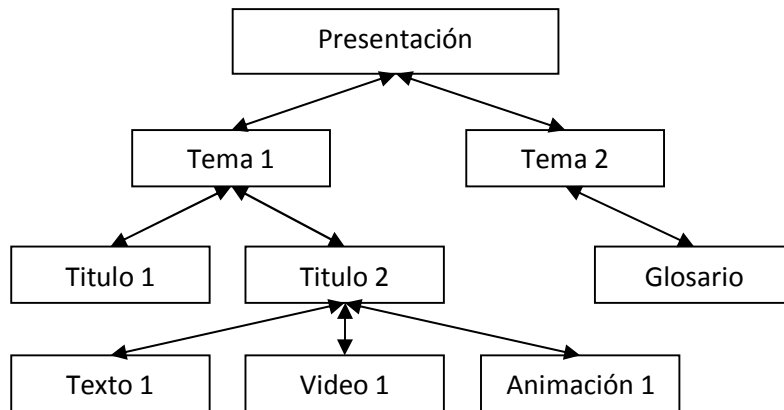 Presentación
Tema 1
Tema 2
Titulo 1
Titulo 2
Glosario
Texto 1
Video 1
Animación 1